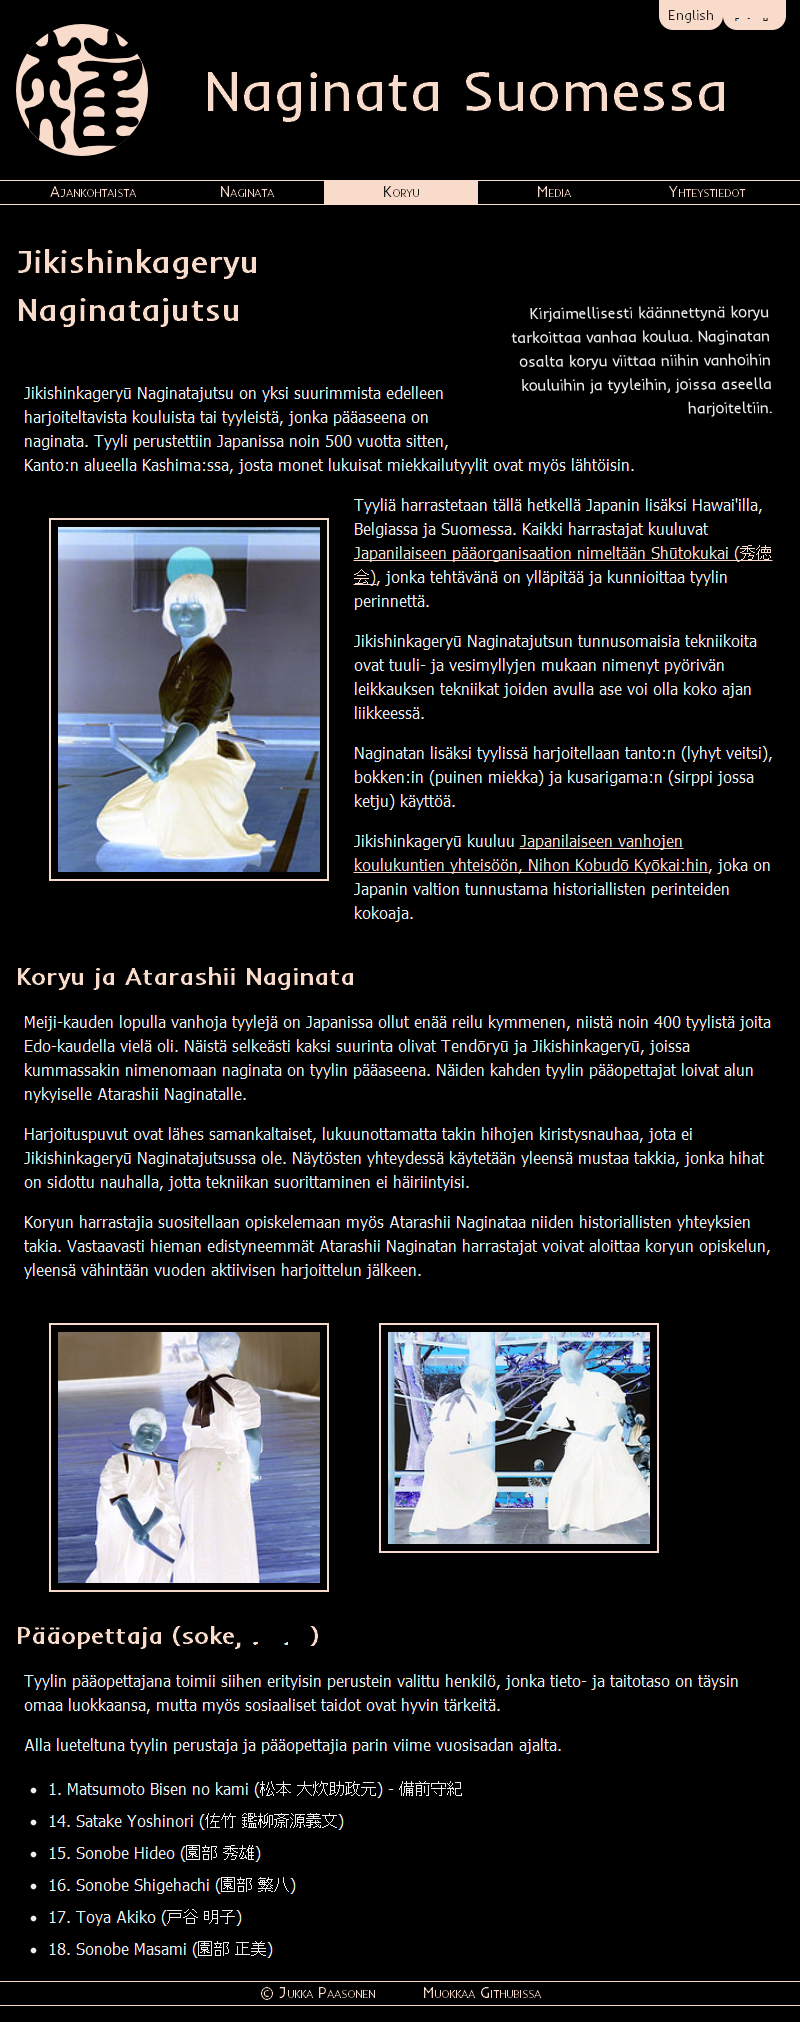 English
Naginata Suomessa
Ajankohtaista Naginata Koryu Media Yhteystiedot
Jikishinkageryu
Naginatajutsu
Kirjaimellisesti käännettynä koryu
tarkoittaa vanhaa koulua. Naginatan
osalta koryu viittaa niihin vanhoihin
kouluihin ja tyyleihin, joissa aseella
harjoiteltiin.
Jikishinkageryū Naginatajutsu on yksi suurimmista edelleen
harjoiteltavista kouluista tai tyyleistä, jonka pääaseena on
naginata. Tyyli perustettiin Japanissa noin 500 vuotta sitten,
Kanto:n alueella Kashima:ssa, josta monet lukuisat miekkailutyylit ovat myös lähtöisin.
Tyyliä harrastetaan tällä hetkellä Japanin lisäksi Hawai'illa,
Belgiassa ja Suomessa. Kaikki harrastajat kuuluvat
Japanilaiseen pääorganisaation nimeltään Shūtokukai (秀徳
会), jonka tehtävänä on ylläpitää ja kunnioittaa tyylin
perinnettä.
Jikishinkageryū Naginatajutsun tunnusomaisia tekniikoita
ovat tuuli- ja vesimyllyjen mukaan nimenyt pyörivän
leikkauksen tekniikat joiden avulla ase voi olla koko ajan
liikkeessä.
Naginatan lisäksi tyylissä harjoitellaan tanto:n (lyhyt veitsi),
bokken:in (puinen miekka) ja kusarigama:n (sirppi jossa
ketju) käyttöä.
Jikishinkageryū kuuluu Japanilaiseen vanhojen
koulukuntien yhteisöön, Nihon Kobudō Kyōkai:hin, joka on
Japanin valtion tunnustama historiallisten perinteiden
kokoaja.
Koryu ja Atarashii Naginata
Meiji-kauden lopulla vanhoja tyylejä on Japanissa ollut enää reilu kymmenen, niistä noin 400 tyylistä joita
Edo-kaudella vielä oli. Näistä selkeästi kaksi suurinta olivat Tendōryū ja Jikishinkageryū, joissa
kummassakin nimenomaan naginata on tyylin pääaseena. Näiden kahden tyylin pääopettajat loivat alun
nykyiselle Atarashii Naginatalle.
Harjoituspuvut ovat lähes samankaltaiset, lukuunottamatta takin hihojen kiristysnauhaa, jota ei
Jikishinkageryū Naginatajutsussa ole. Näytösten yhteydessä käytetään yleensä mustaa takkia, jonka hihat
on sidottu nauhalla, jotta tekniikan suorittaminen ei häiriintyisi.
Koryun harrastajia suositellaan opiskelemaan myös Atarashii Naginataa niiden historiallisten yhteyksien
takia. Vastaavasti hieman edistyneemmät Atarashii Naginatan harrastajat voivat aloittaa koryun opiskelun,
yleensä vähintään vuoden aktiivisen harjoittelun jälkeen.
Pääopettaja (soke, )
Tyylin pääopettajana toimii siihen erityisin perustein valittu henkilö, jonka tieto- ja taitotaso on täysin
omaa luokkaansa, mutta myös sosiaaliset taidot ovat hyvin tärkeitä.
Alla lueteltuna tyylin perustaja ja pääopettajia parin viime vuosisadan ajalta.
• 1. Matsumoto Bisen no kami (松本 大炊助政元) - 備前守紀
• 14. Satake Yoshinori (佐竹 鑑柳斎源義文)
• 15. Sonobe Hideo (園部 秀雄)
• 16. Sonobe Shigehachi (園部 繁八)
• 17. Toya Akiko (戸谷 明子)
• 18. Sonobe Masami (園部 正美)
© Jukka Paasonen Muokkaa Githubissa